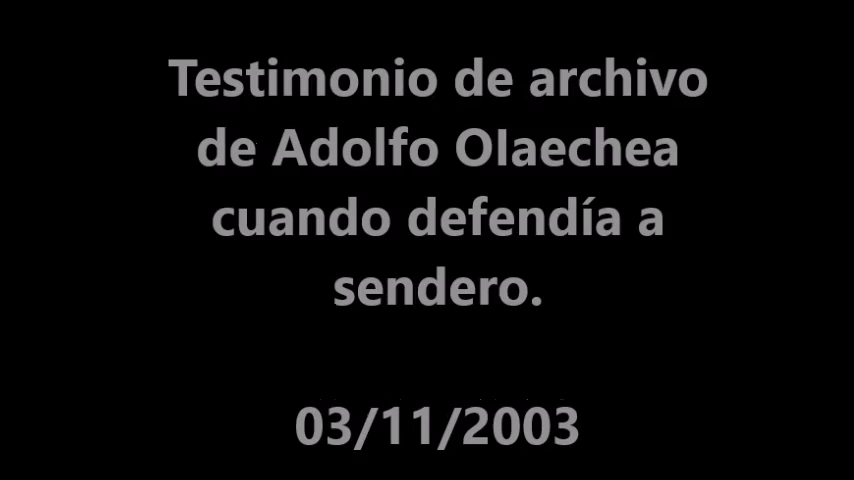 Testimonio de archivo
de Adolfo Olaechea
cuando defendía a
sendero.
03/11/2003